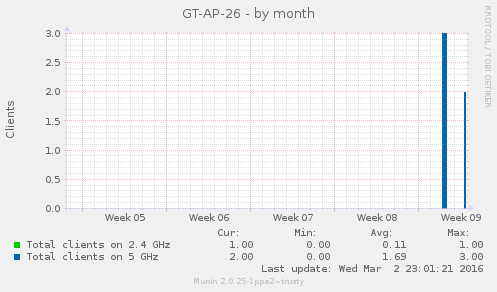 GT-AP-26 - by month
RRDTOOL / TOBI OETIKER
Clients
3.0
2.5
2.0
1.5
1.0
0.5
0.0
Week 05 Week 06 Week 07 Week 08 Week 09
Cur: Min: Avg: Max:
Total clients on 2.4 GHz 1.00 0.00 0.11 1.00
Total clients on 5 GHz 2.00 0.00 1.69 3.00
Last update: Wed Mar 2 23:01:21 2016
Munin 2.0.25-1ppa2~trusty